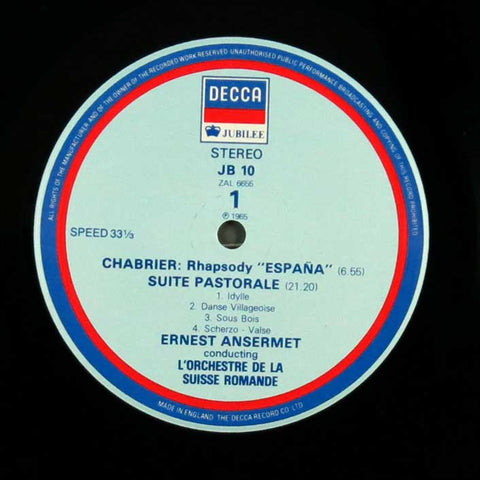 ALL RIGHTS OF THE MANUFACTURER AND OF THE OWNER OF THE RECORDED WORK RESERVED. UNAUTHORISED PUBLIC PERFORMANCE, BROADCASTING AND COPYING OF THIS RECORD PROHIBITED
DECCA
JUBILEE
STEREO
JB 10
ZAL 6655
1
℗ 1965
SPEED 33⅓
CHABRIER: Rhapsody "ESPAÑA" (6.55)
SUITE PASTORALE (21.20)
1. Idylle
2. Danse Villageoise
3. Sous Bois
4. Scherzo - Valse
ERNEST ANSERMET
conducting
L'ORCHESTRE DE LA
SUISSE ROMANDE
MADE IN ENGLAND. THE DECCA RECORD CO LTD.